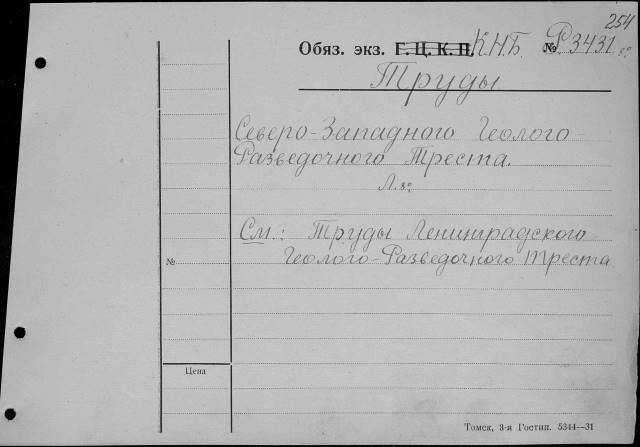 254
Обяз. экз. Г. Ц. К. П. К.Н.Б. № Р3431 8°
Труды
Северо-Западного Геолого-
Разведочного Треста.
Л. 8°
См.: Труды Ленинградского
Геолого-Разведочного треста
№
Цена
Томск, 3-я Гостип. 5344—31